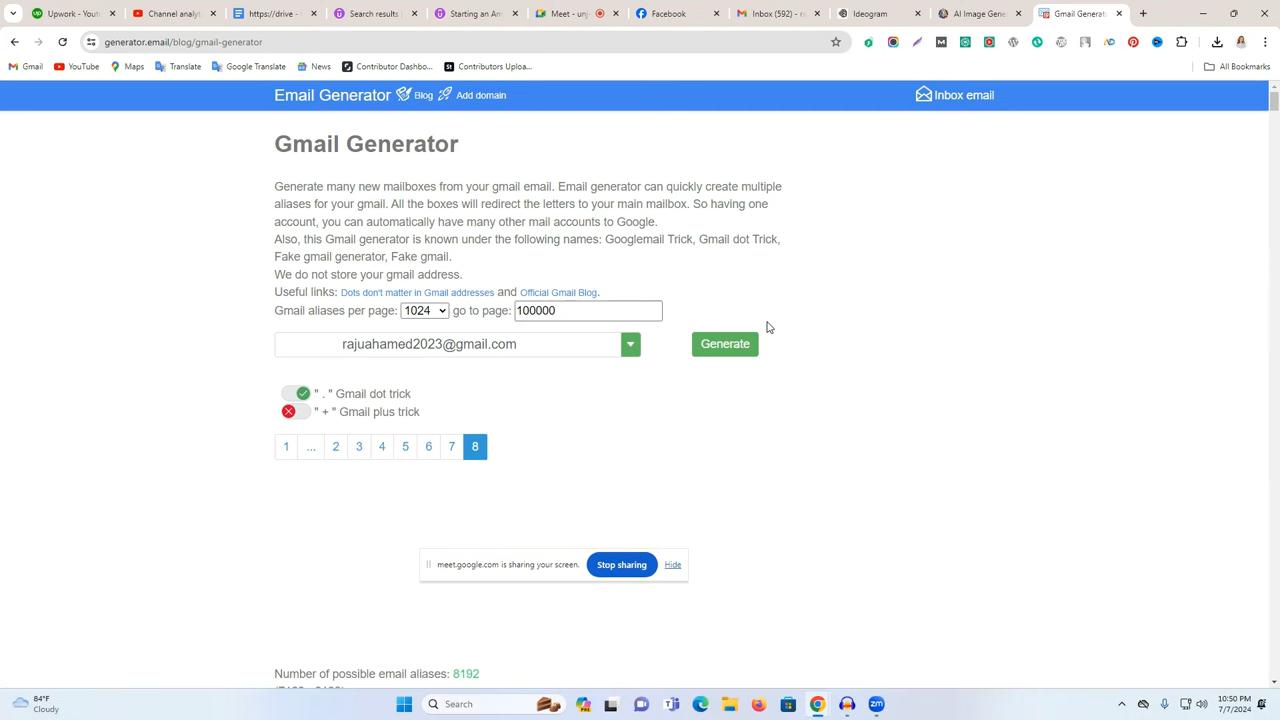 Upwork - You
Channel analyt
https://drive -
Search results
Starting an Am
Meet - unj
Facebook
Inbox (592) -
Ideogram
AI Image Gene
Gmail Generat
generator.email/blog/gmail-generator
Gmail
YouTube
Maps
Translate
Google Translate
News
Contributor Dashbo...
Contributors Uploa...
All Bookmarks
Email Generator
Blog
Add domain
Inbox email
Gmail Generator
Generate many new mailboxes from your gmail email. Email generator can quickly create multiple
aliases for your gmail. All the boxes will redirect the letters to your main mailbox. So having one
account, you can automatically have many other mail accounts to Google.
Also, this Gmail generator is known under the following names: Googlemail Trick, Gmail dot Trick,
Fake gmail generator, Fake gmail.
We do not store your gmail address.
Useful links: Dots don't matter in Gmail addresses and Official Gmail Blog.
Gmail aliases per page: 1024 go to page: 100000
rajuahamed2023@gmail.com
Generate
" . " Gmail dot trick
" + " Gmail plus trick
1 ... 2 3 4 5 6 7 8
meet.google.com is sharing your screen.
Stop sharing
Hide
Number of possible email aliases: 8192
84°F
Cloudy
Search
10:50 PM
7/7/2024